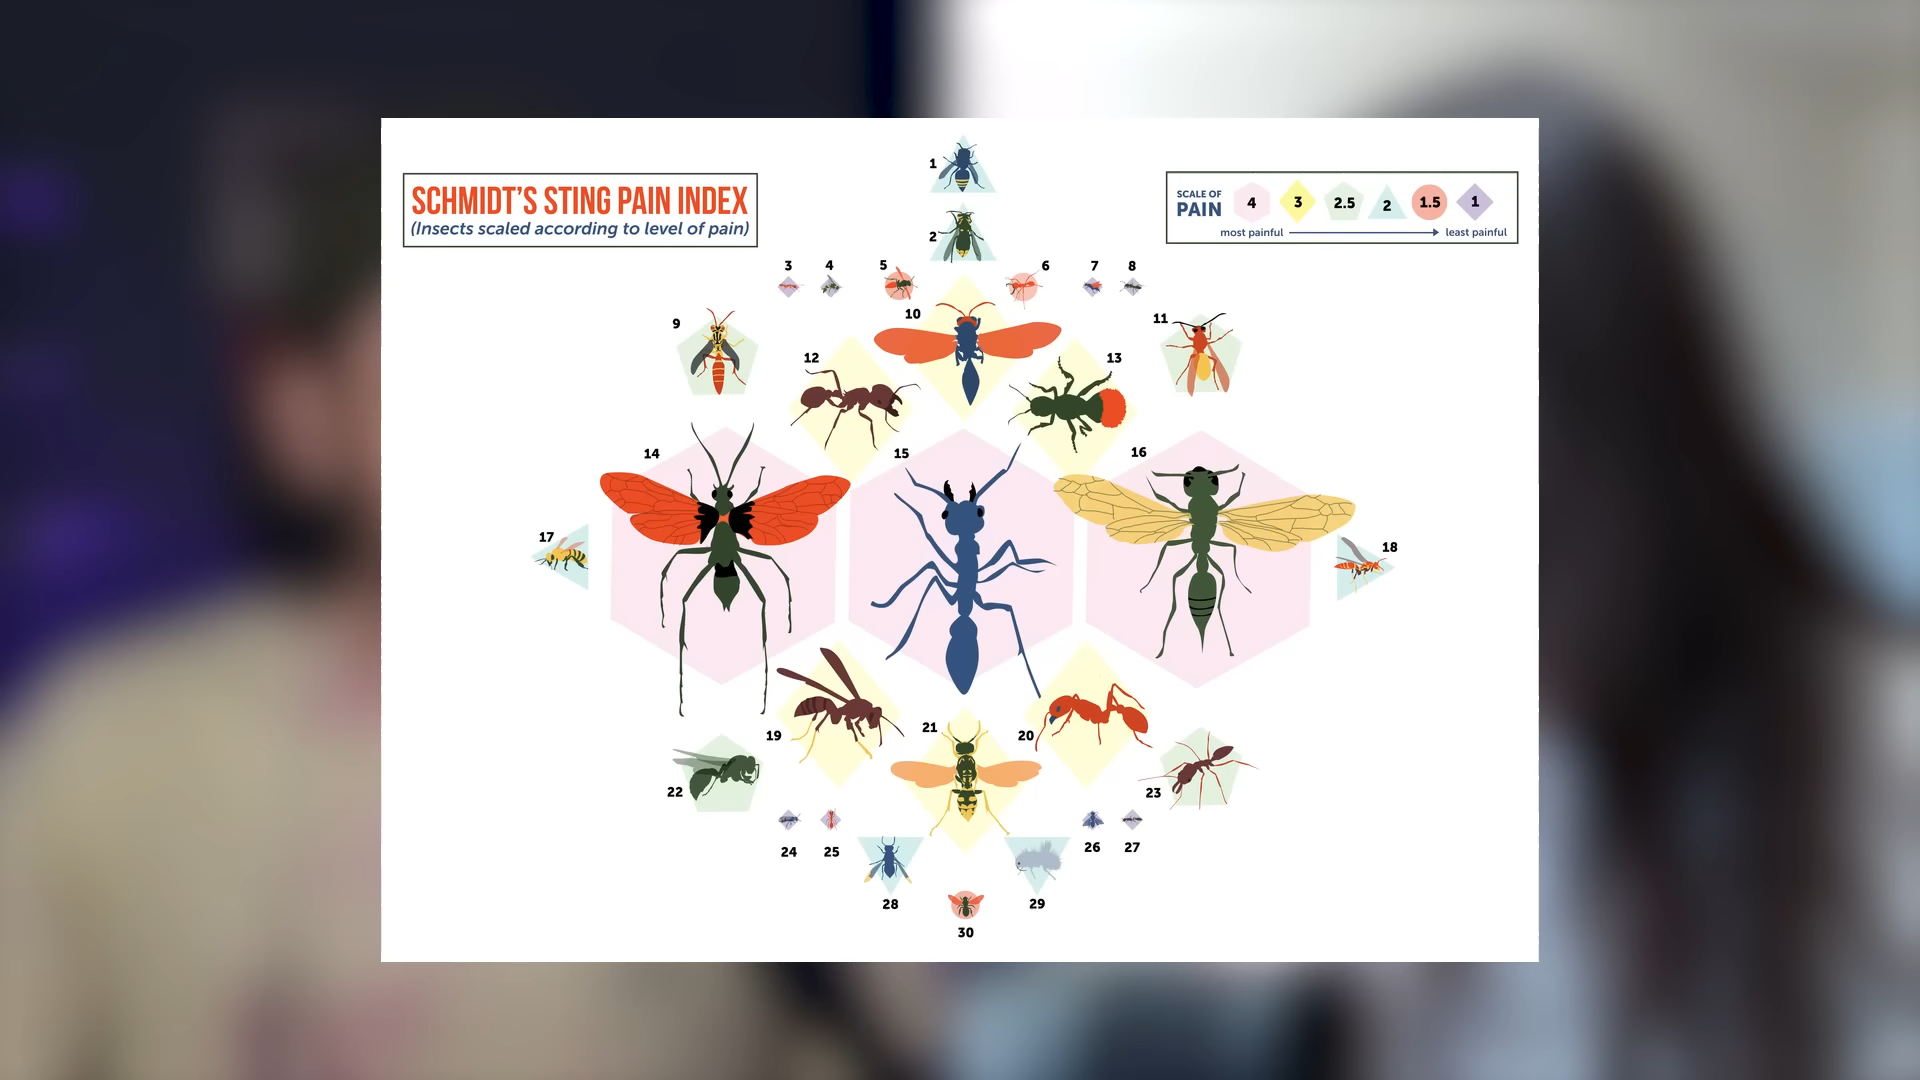 SCHMIDT'S STING PAIN INDEX
(Insects scaled according to level of pain)
SCALE OF
PAIN
4 3 2.5 2 1.5 1
most painful least painful
1
2
3 4 5 6 7 8
9 10 11
12 13
14 15 16
17 18
19 21 20
22 23
24 25 26 27
28 29
30